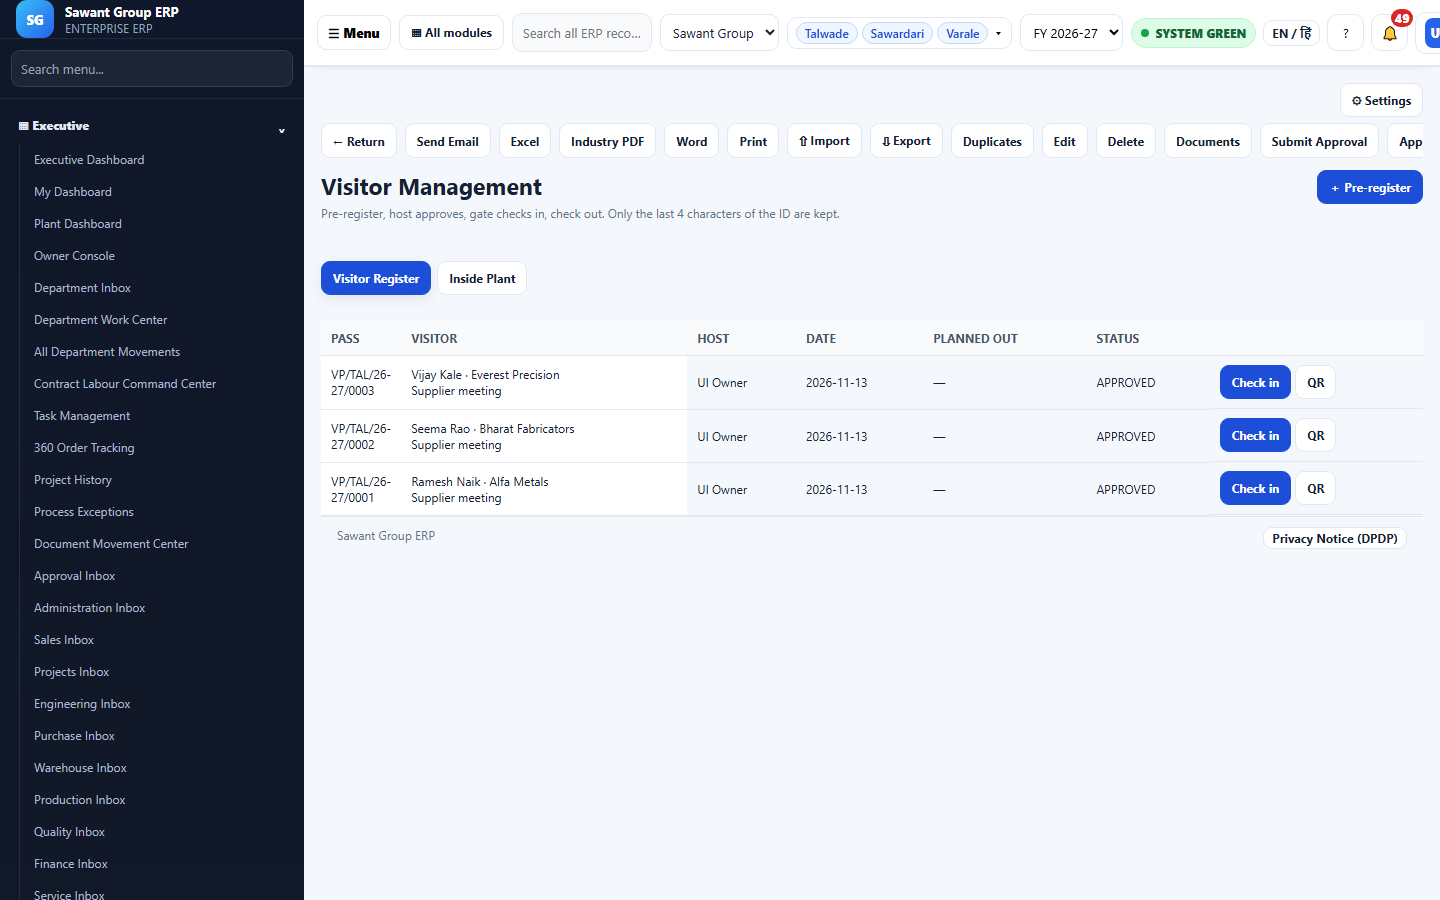 SG
Sawant Group ERP
ENTERPRISE ERP
Search menu...
Executive
Executive Dashboard
My Dashboard
Plant Dashboard
Owner Console
Department Inbox
Department Work Center
All Department Movements
Contract Labour Command Center
Task Management
360 Order Tracking
Project History
Process Exceptions
Document Movement Center
Approval Inbox
Administration Inbox
Sales Inbox
Projects Inbox
Engineering Inbox
Purchase Inbox
Warehouse Inbox
Production Inbox
Quality Inbox
Finance Inbox
Service Inbox
☰ Menu
All modules
Search all ERP reco...
Sawant Group
Talwade Sawardari Varale
FY 2026-27
SYSTEM GREEN
EN / हिं
?
49
U
⚙ Settings
← Return
Send Email
Excel
Industry PDF
Word
Print
⇧ Import
⇩ Export
Duplicates
Edit
Delete
Documents
Submit Approval
App
Visitor Management
+ Pre-register
Pre-register, host approves, gate checks in, check out. Only the last 4 characters of the ID are kept.
Visitor Register
Inside Plant
PASS VISITOR HOST DATE PLANNED OUT STATUS
VP/TAL/26-27/0003 Vijay Kale · Everest Precision Supplier meeting UI Owner 2026-11-13 — APPROVED Check in QR
VP/TAL/26-27/0002 Seema Rao · Bharat Fabricators Supplier meeting UI Owner 2026-11-13 — APPROVED Check in QR
VP/TAL/26-27/0001 Ramesh Naik · Alfa Metals Supplier meeting UI Owner 2026-11-13 — APPROVED Check in QR
Sawant Group ERP
Privacy Notice (DPDP)